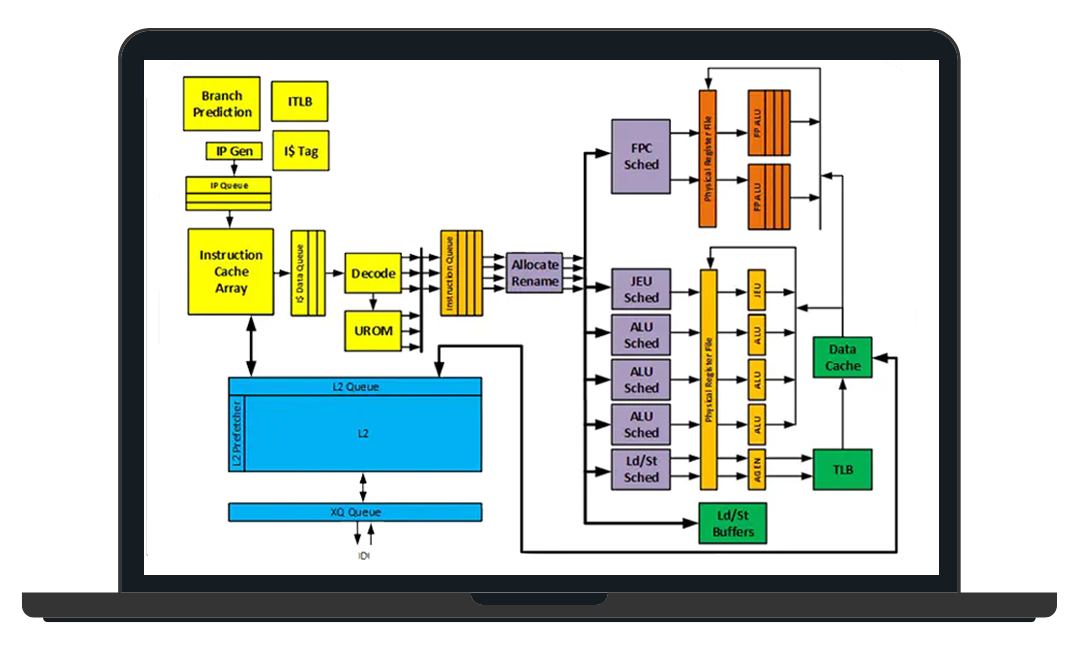 Branch
Prediction
ITLB
IP Gen
I$ Tag
IP Queue
Instruction
Cache
Array
I$ Data Queue
Decode
UROM
Instruction Queue
Allocate
Rename
L2 Queue
L2 Prefetcher
L2
XQ Queue
IDI
FPC
Sched
Physical Register File
FP ALU
FP ALU
JEU
Sched
ALU
Sched
ALU
Sched
ALU
Sched
Ld/St
Sched
Physical Register File
JEU
ALU
ALU
ALU
AGEN
Data
Cache
TLB
Ld/St
Buffers